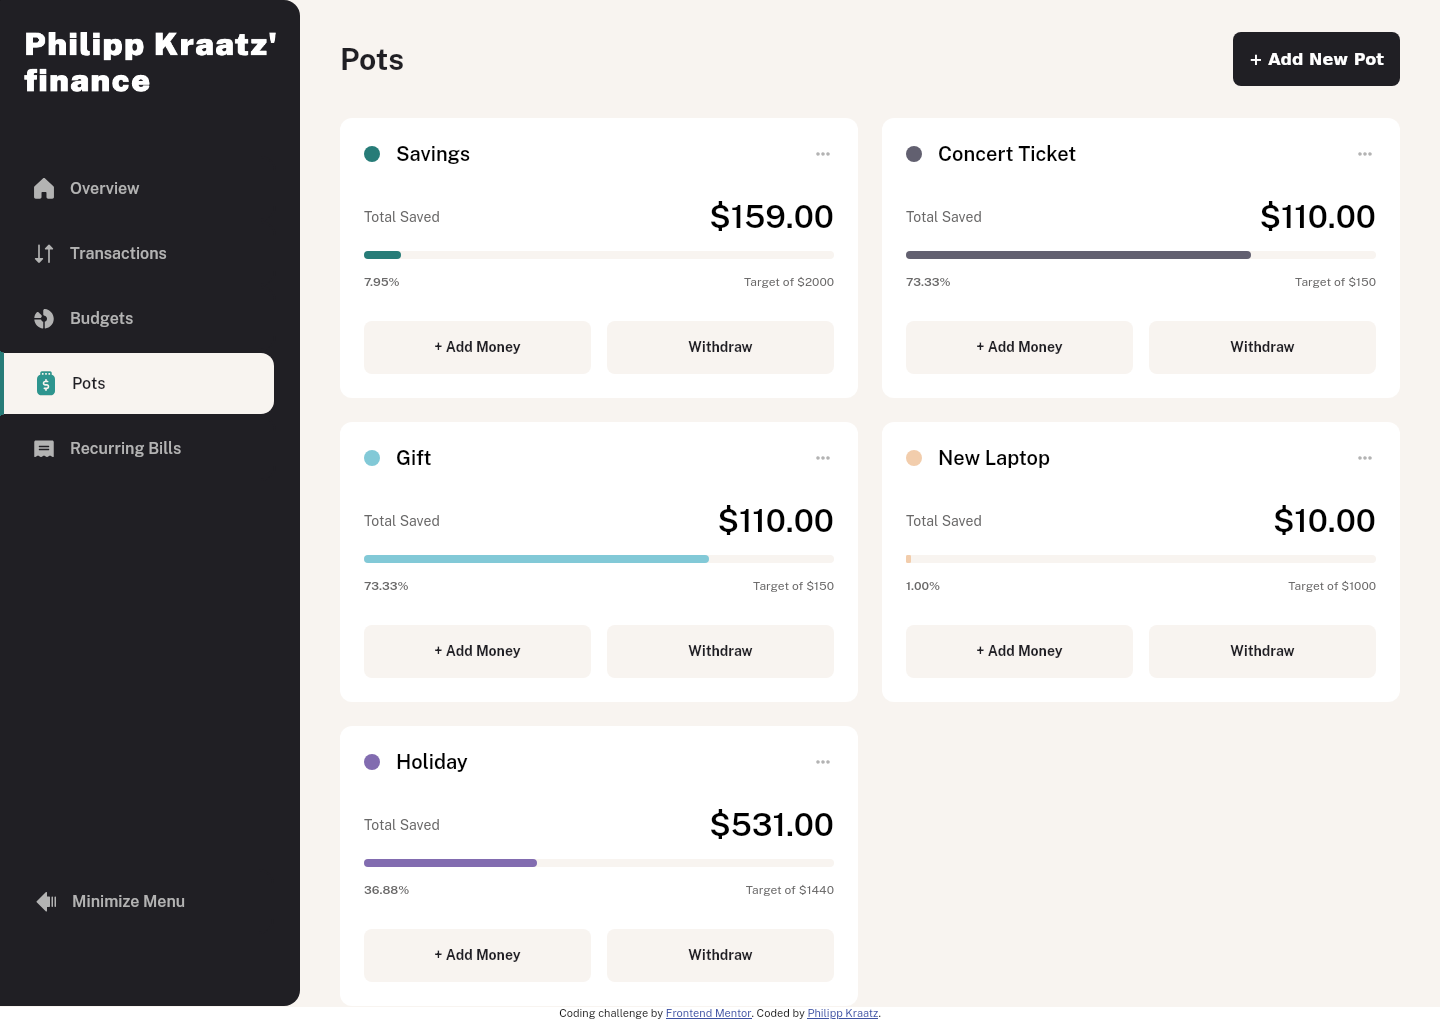 Philipp Kraatz'
finance
Overview
Transactions
Budgets
Pots
Recurring Bills
Minimize Menu
Pots
+ Add New Pot
Savings
Total Saved
$159.00
7.95%
Target of $2000
+ Add Money
Withdraw
Concert Ticket
Total Saved
$110.00
73.33%
Target of $150
+ Add Money
Withdraw
Gift
Total Saved
$110.00
73.33%
Target of $150
+ Add Money
Withdraw
New Laptop
Total Saved
$10.00
1.00%
Target of $1000
+ Add Money
Withdraw
Holiday
Total Saved
$531.00
36.88%
Target of $1440
+ Add Money
Withdraw
Coding challenge by Frontend Mentor. Coded by Philipp Kraatz.